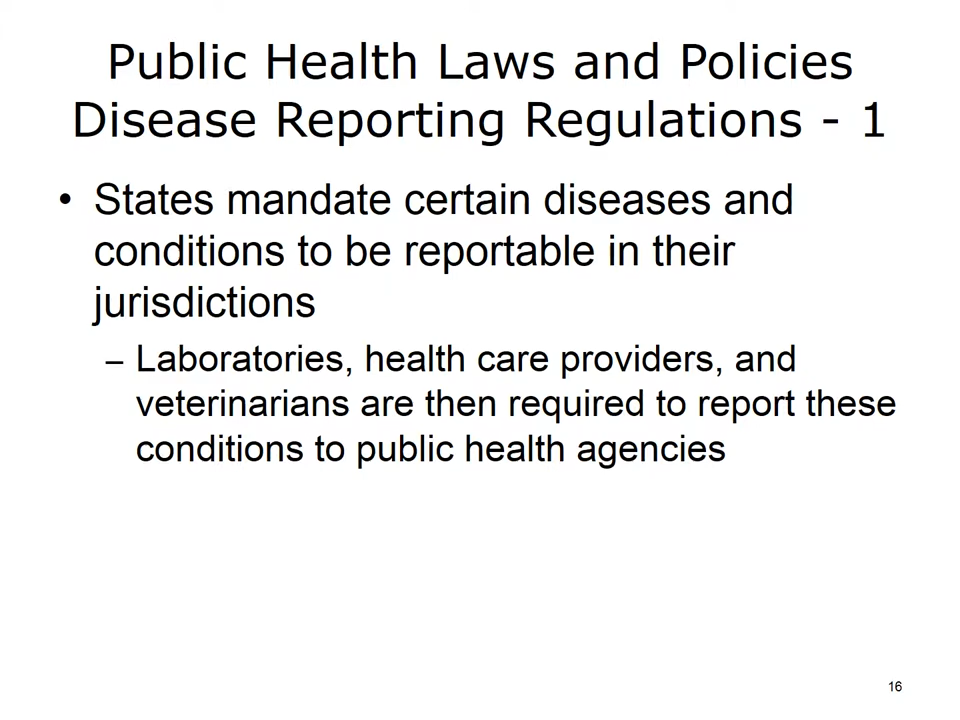 Public Health Laws and Policies
Disease Reporting Regulations - 1
• States mandate certain diseases and
conditions to be reportable in their
jurisdictions
– Laboratories, health care providers, and
veterinarians are then required to report these
conditions to public health agencies
16